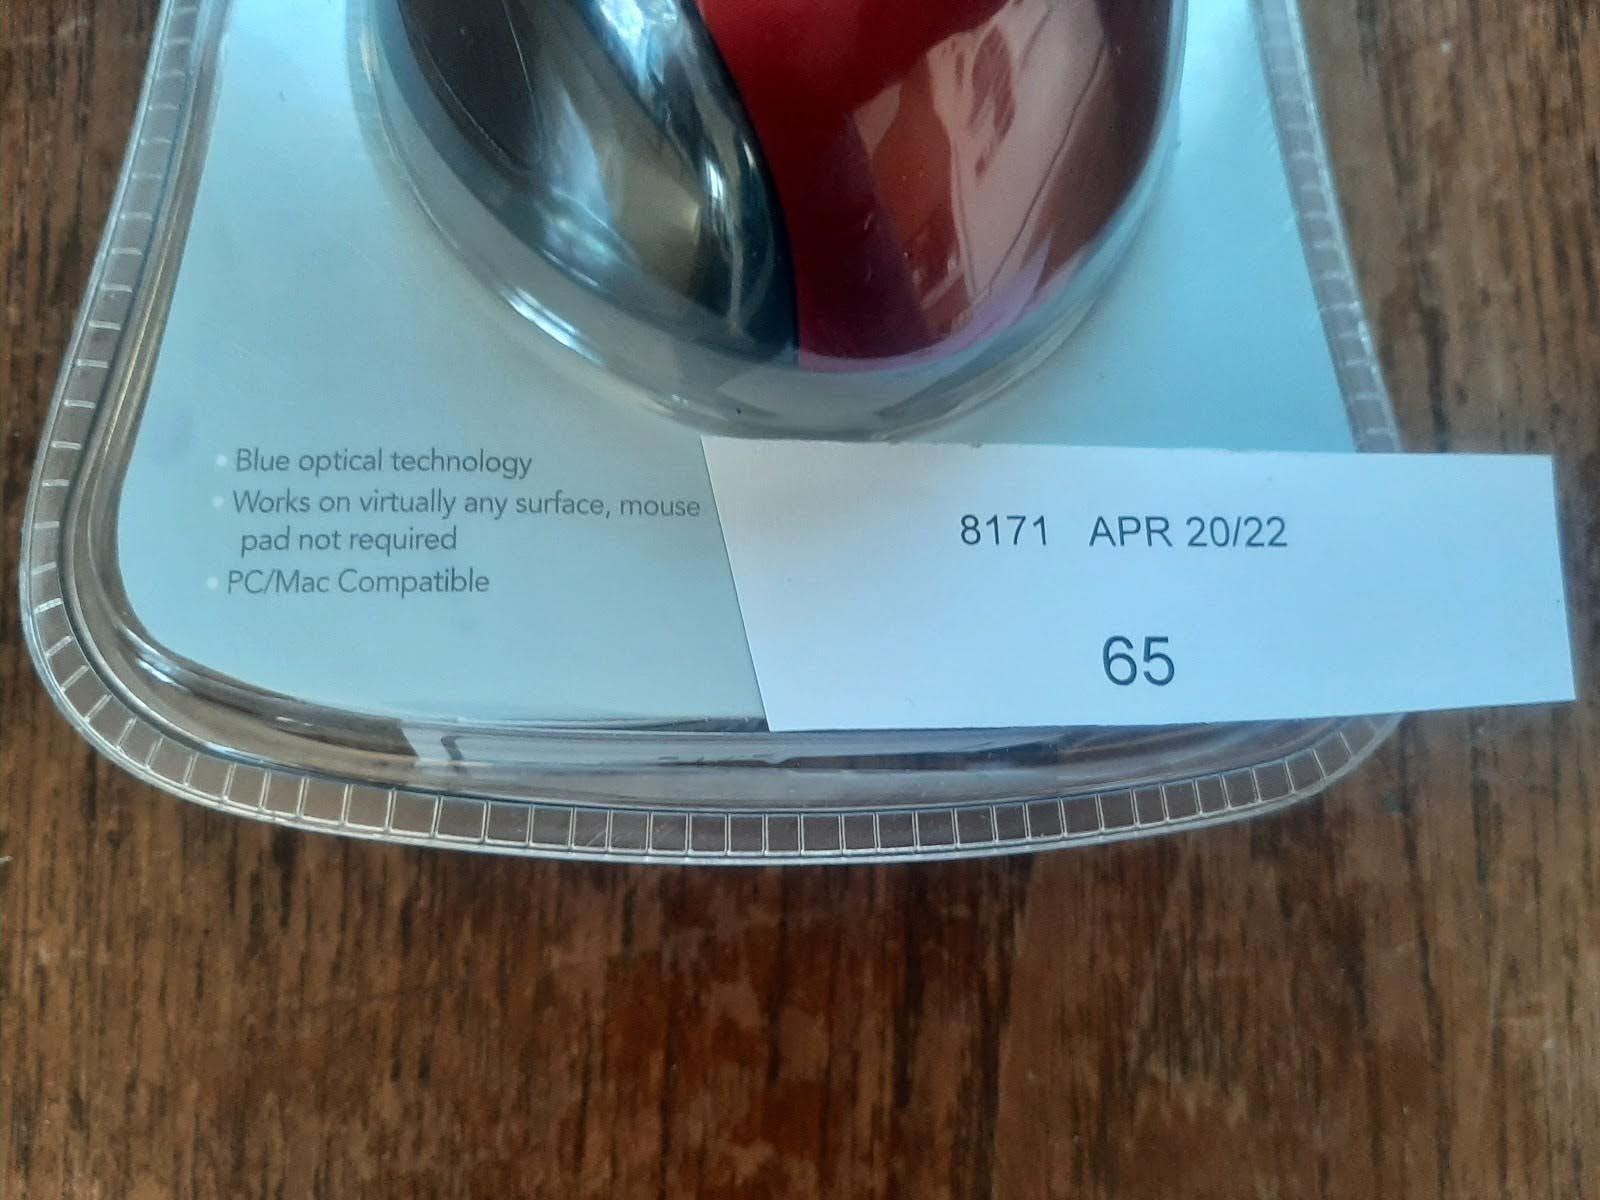 Blue optical technology
Works on virtually any surface, mouse
pad not required
PC/Mac Compatible
8171 APR 20/22
65